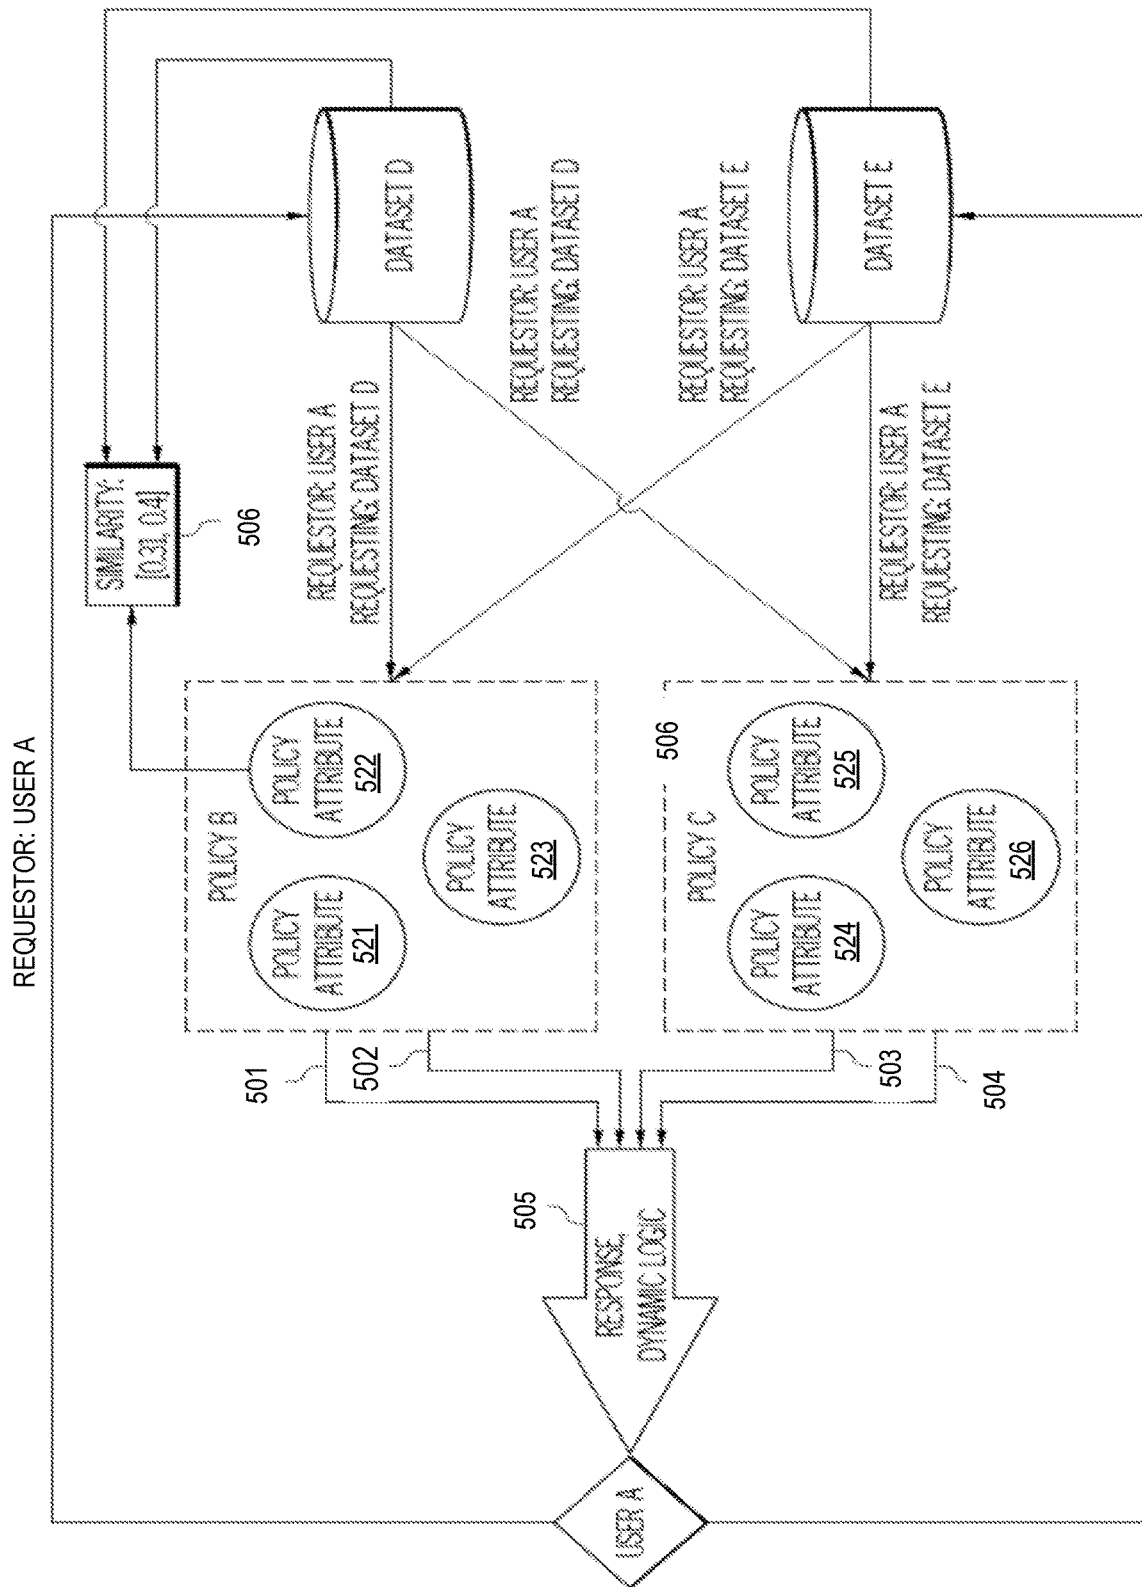 REQUESTOR: USER A
SIMILARITY:
[0.31, 0.4]
506
POLICY B
POLICY
ATTRIBUTE
521
POLICY
ATTRIBUTE
522
POLICY
ATTRIBUTE
523
REQUESTOR: USER A
REQUESTING: DATASET D
DATASET D
REQUESTOR: USER A
REQUESTING: DATASET D
501
502
USER A
RESPONSE,
DYNAMIC LOGIC
505
REQUESTOR: USER A
REQUESTING: DATASET E
503
504
506
POLICY C
POLICY
ATTRIBUTE
524
POLICY
ATTRIBUTE
525
POLICY
ATTRIBUTE
526
REQUESTOR: USER A
REQUESTING: DATASET E
DATASET E